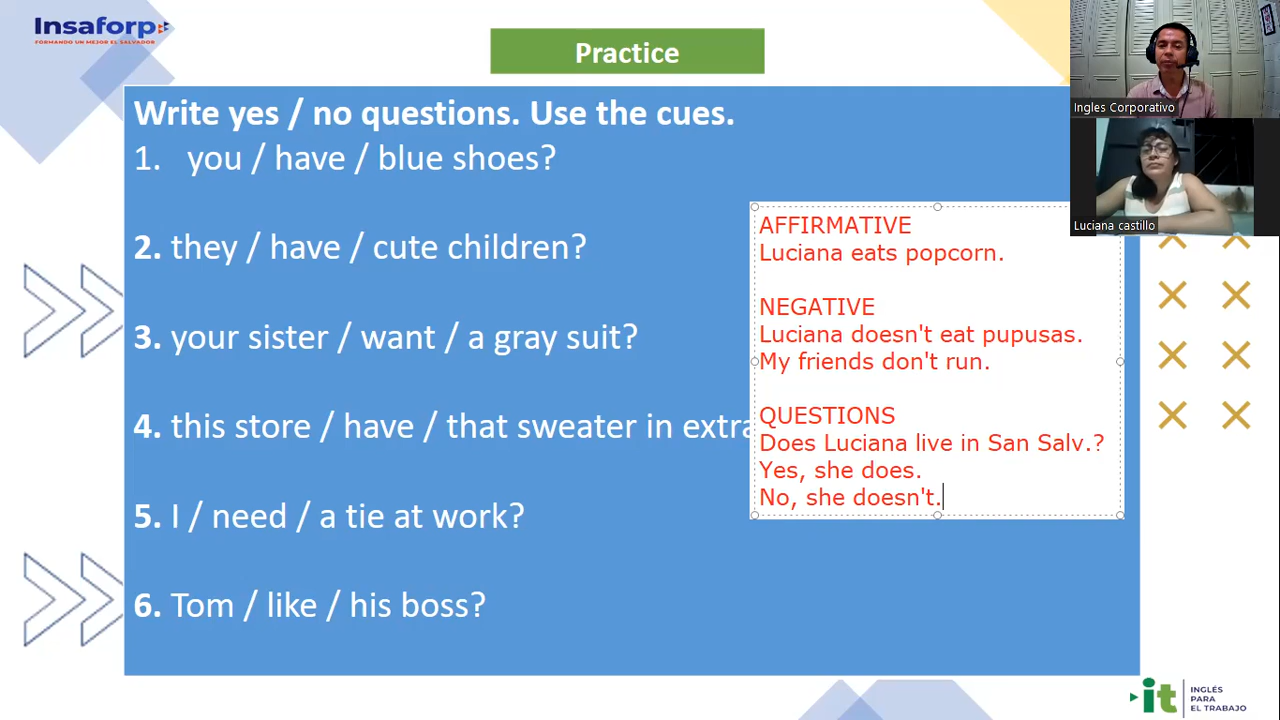 Insaforp
FORMANDO UN MEJOR EL SALVADOR
Practice
Ingles Corporativo
Luciana castillo
Write yes / no questions. Use the cues.
1. you / have / blue shoes?
2. they / have / cute children?
3. your sister / want / a gray suit?
4. this store / have / that sweater in extra
5. I / need / a tie at work?
6. Tom / like / his boss?
AFFIRMATIVE
Luciana eats popcorn.
NEGATIVE
Luciana doesn't eat pupusas.
My friends don't run.
QUESTIONS
Does Luciana live in San Salv.?
Yes, she does.
No, she doesn't.
it
INGLÉS
PARA
EL TRABAJO